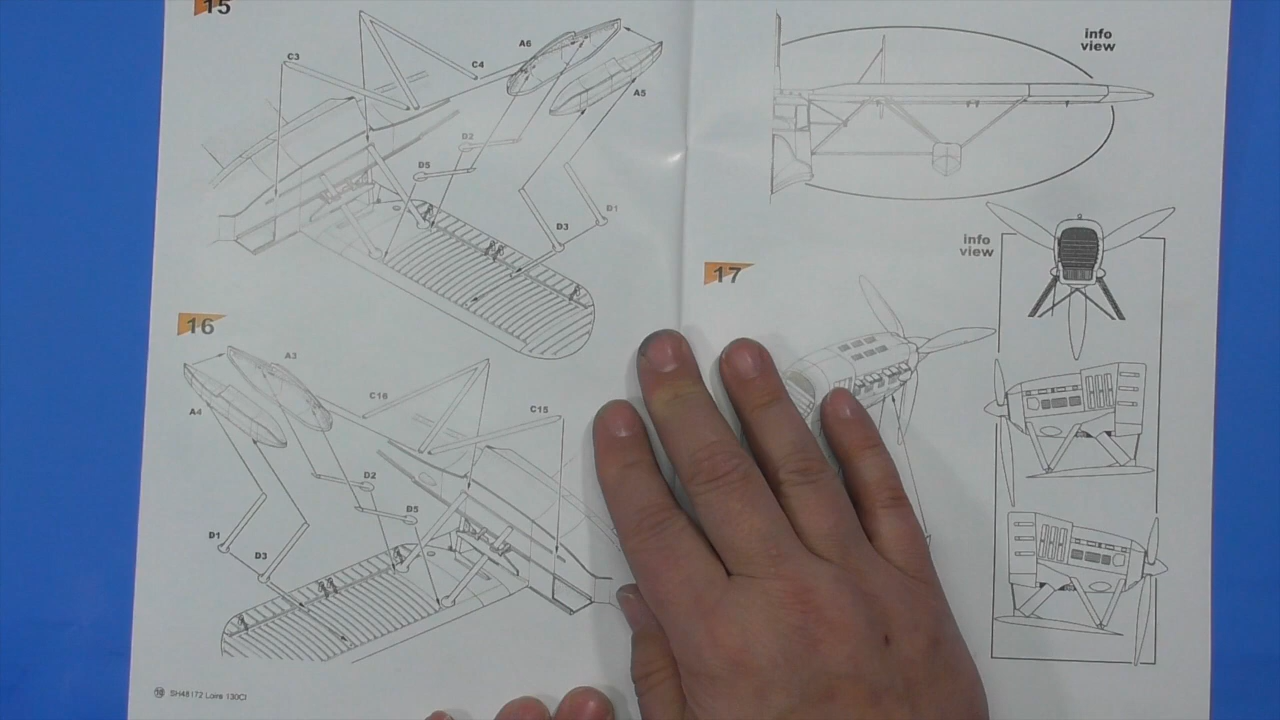 15
C3
C4
A6
A5
D2
D5
D1
D3
16
A3
A4
C16
C15
D2
D5
D1
D3
10 SH48172 Loire 130Cl
info
view
info
view
17